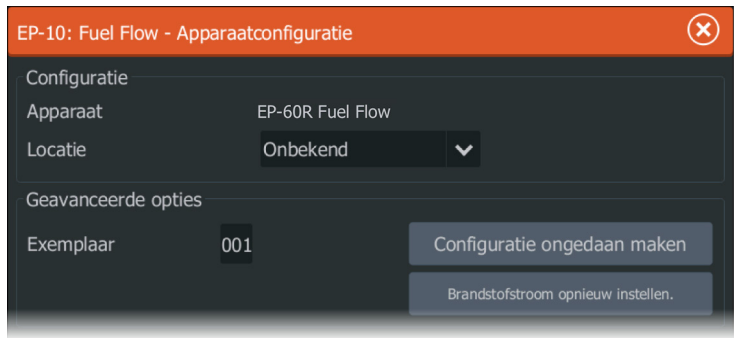 EP-10: Fuel Flow - Apparaatconfiguratie
Configuratie
Apparaat EP-60R Fuel Flow
Locatie Onbekend
Geavanceerde opties
Exemplaar 001 Configuratie ongedaan maken
Brandstofstroom opnieuw instellen.